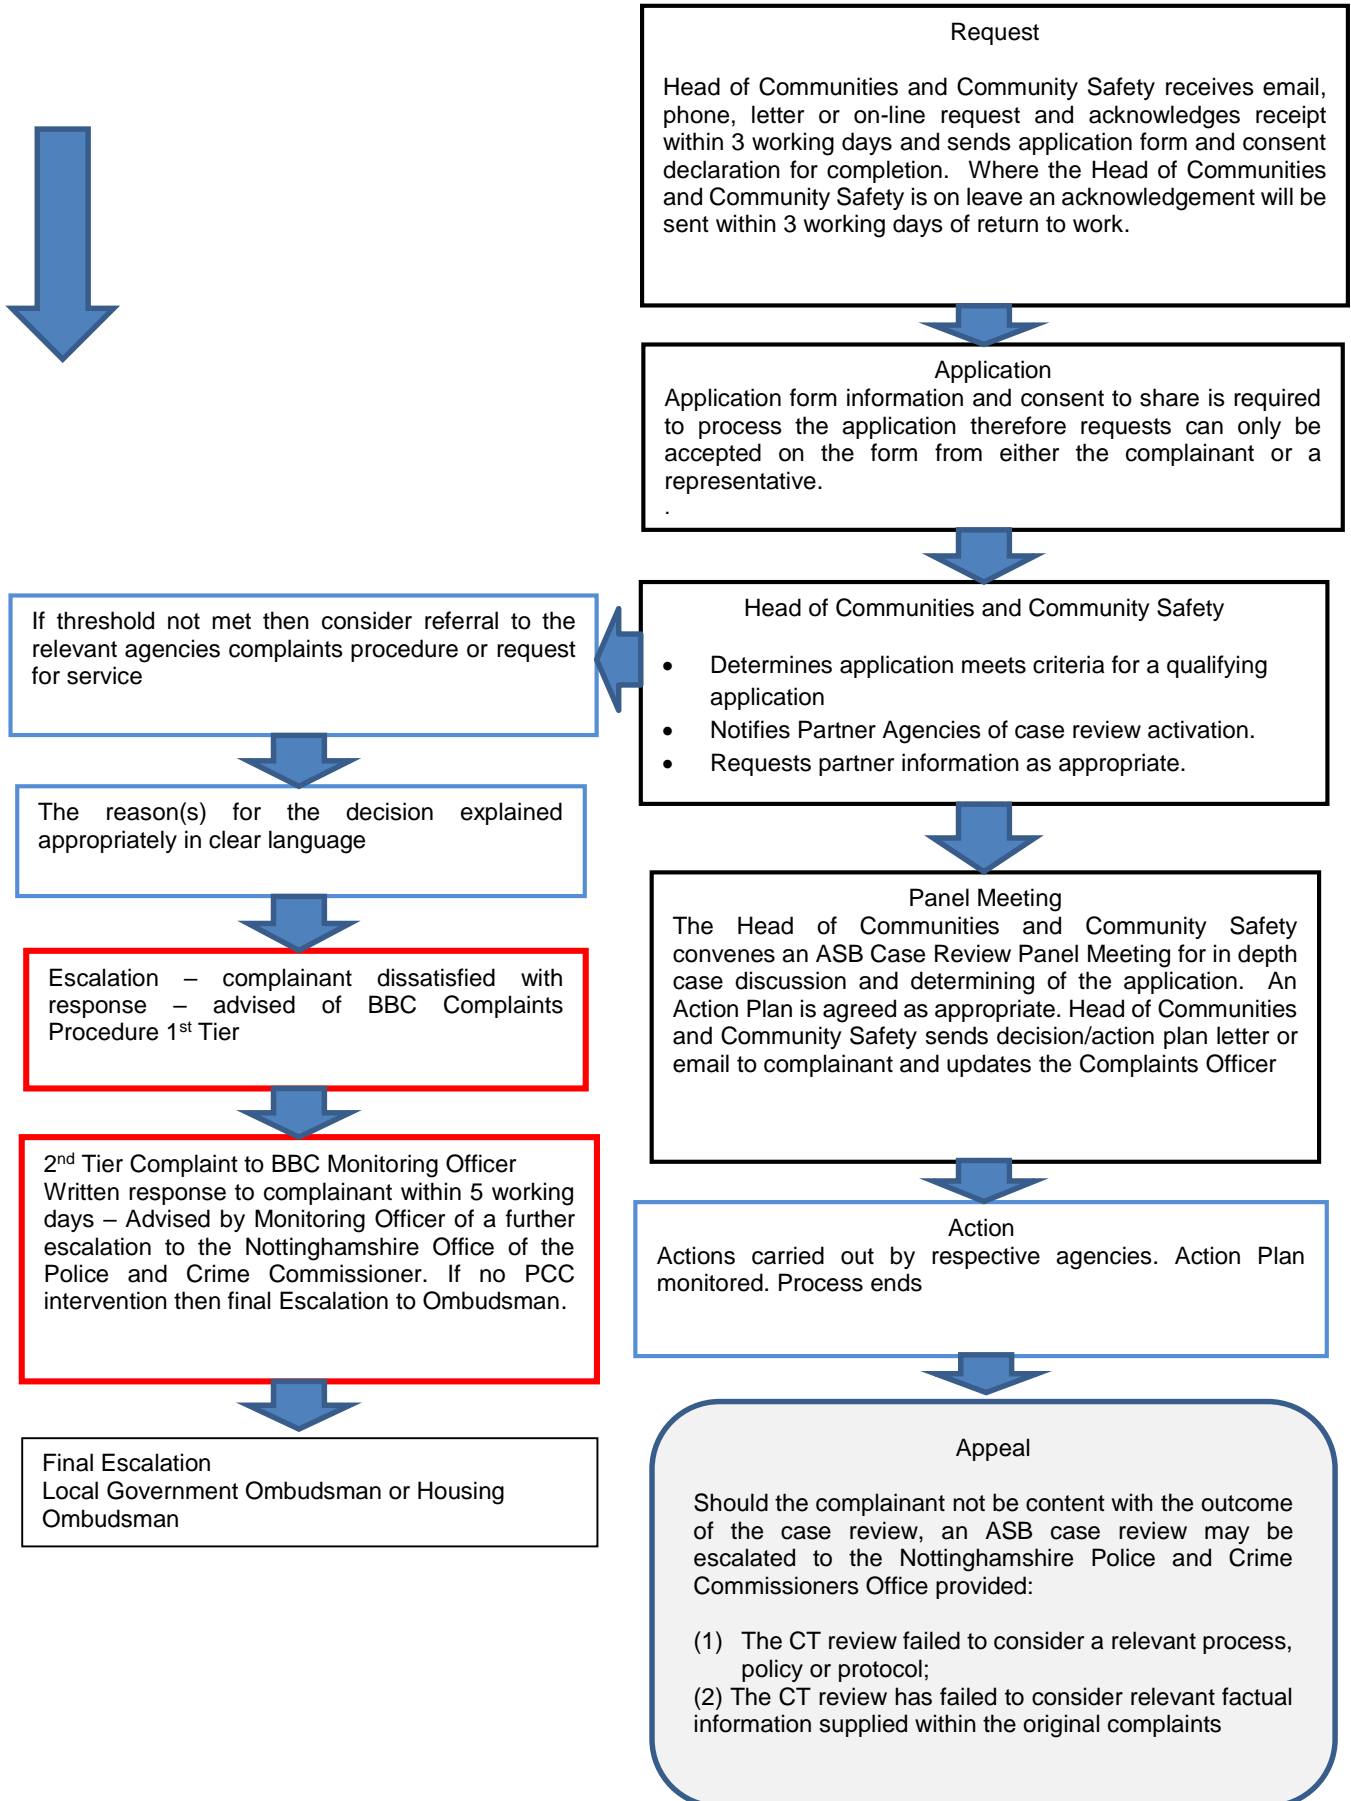 Request
Head of Communities and Community Safety receives email,
phone, letter or on-line request and acknowledges receipt
within 3 working days and sends application form and consent
declaration for completion. Where the Head of Communities
and Community Safety is on leave an acknowledgement will be
sent within 3 working days of return to work.
Application
Application form information and consent to share is required
to process the application therefore requests can only be
accepted on the form from either the complainant or a
representative.
.
Head of Communities and Community Safety
• Determines application meets criteria for a qualifying
application
• Notifies Partner Agencies of case review activation.
• Requests partner information as appropriate.
If threshold not met then consider referral to the
relevant agencies complaints procedure or request
for service
The reason(s) for the decision explained
appropriately in clear language
Escalation – complainant dissatisfied with
response – advised of BBC Complaints
Procedure 1st Tier
2nd Tier Complaint to BBC Monitoring Officer
Written response to complainant within 5 working
days – Advised by Monitoring Officer of a further
escalation to the Nottinghamshire Office of the
Police and Crime Commissioner. If no PCC
intervention then final Escalation to Ombudsman.
Final Escalation
Local Government Ombudsman or Housing
Ombudsman
Panel Meeting
The Head of Communities and Community Safety
convenes an ASB Case Review Panel Meeting for in depth
case discussion and determining of the application. An
Action Plan is agreed as appropriate. Head of Communities
and Community Safety sends decision/action plan letter or
email to complainant and updates the Complaints Officer
Action
Actions carried out by respective agencies. Action Plan
monitored. Process ends
Appeal
Should the complainant not be content with the outcome
of the case review, an ASB case review may be
escalated to the Nottinghamshire Police and Crime
Commissioners Office provided:
(1) The CT review failed to consider a relevant process,
policy or protocol;
(2) The CT review has failed to consider relevant factual
information supplied within the original complaints